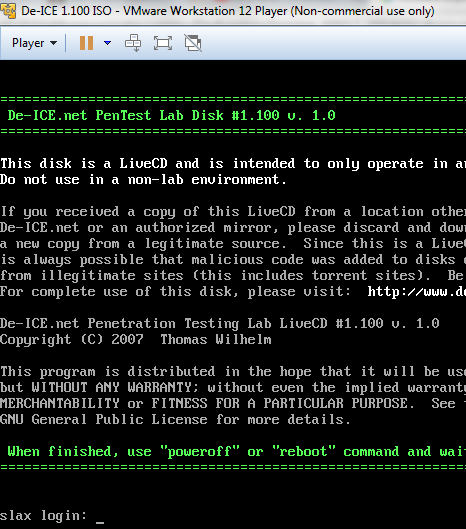 De-ICE 1.100 ISO - VMware Workstation 12 Player (Non-commercial use only)
Player
================================================
De-ICE.net PenTest Lab Disk #1.100 v. 1.0
================================================
This disk is a LiveCD and is intended to only operate in
Do not use in a non-lab environment.
If you received a copy of this LiveCD from a location
De-ICE.net or an authorized mirror, please discard and
a new copy from a legitimate source. Since this is a
is always possible that malicious code was added to disks
from illegitimate sites (this includes torrent sites). Be
For complete use of this disk, please visit: http://www.
De-ICE.net Penetration Testing Lab LiveCD #1.100 v. 1.0
Copyright (C) 2007 Thomas Wilhelm
This program is distributed in the hope that it will be
but WITHOUT ANY WARRANTY; without even the implied
MERCHANTABILITY or FITNESS FOR A PARTICULAR PURPOSE. See
GNU General Public License for more details.
When finished, use "poweroff" or "reboot" command and
================================================
slax login: _